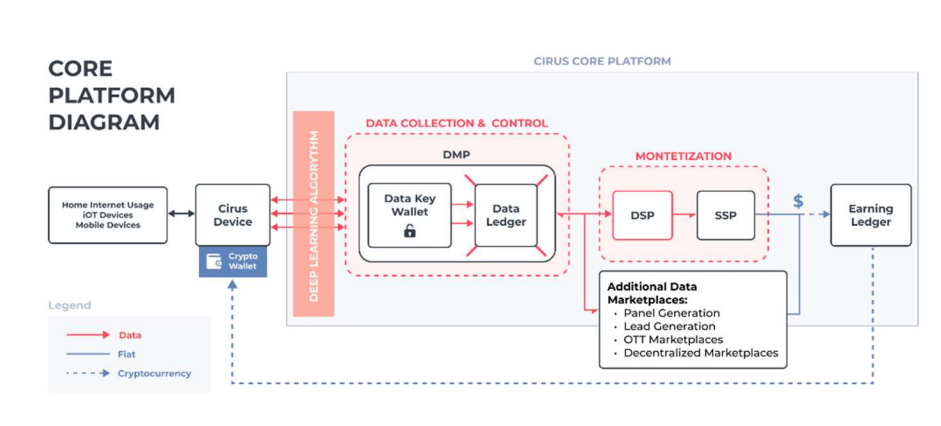 CORE
PLATFORM
DIAGRAM
CIRUS CORE PLATFORM
Home Internet Usage
iOT Devices
Mobile Devices
Cirus
Device
Crypto
Wallet
DEEP LEARNING ALGORYTHM
DATA COLLECTION & CONTROL
DMP
Data Key
Wallet
Data
Ledger
MONTETIZATION
DSP
SSP
$
Earning
Ledger
Additional Data
Marketplaces:
· Panel Generation
· Lead Generation
· OTT Marketplaces
· Decentralized Marketplaces
Legend
Data
Fiat
Cryptocurrency